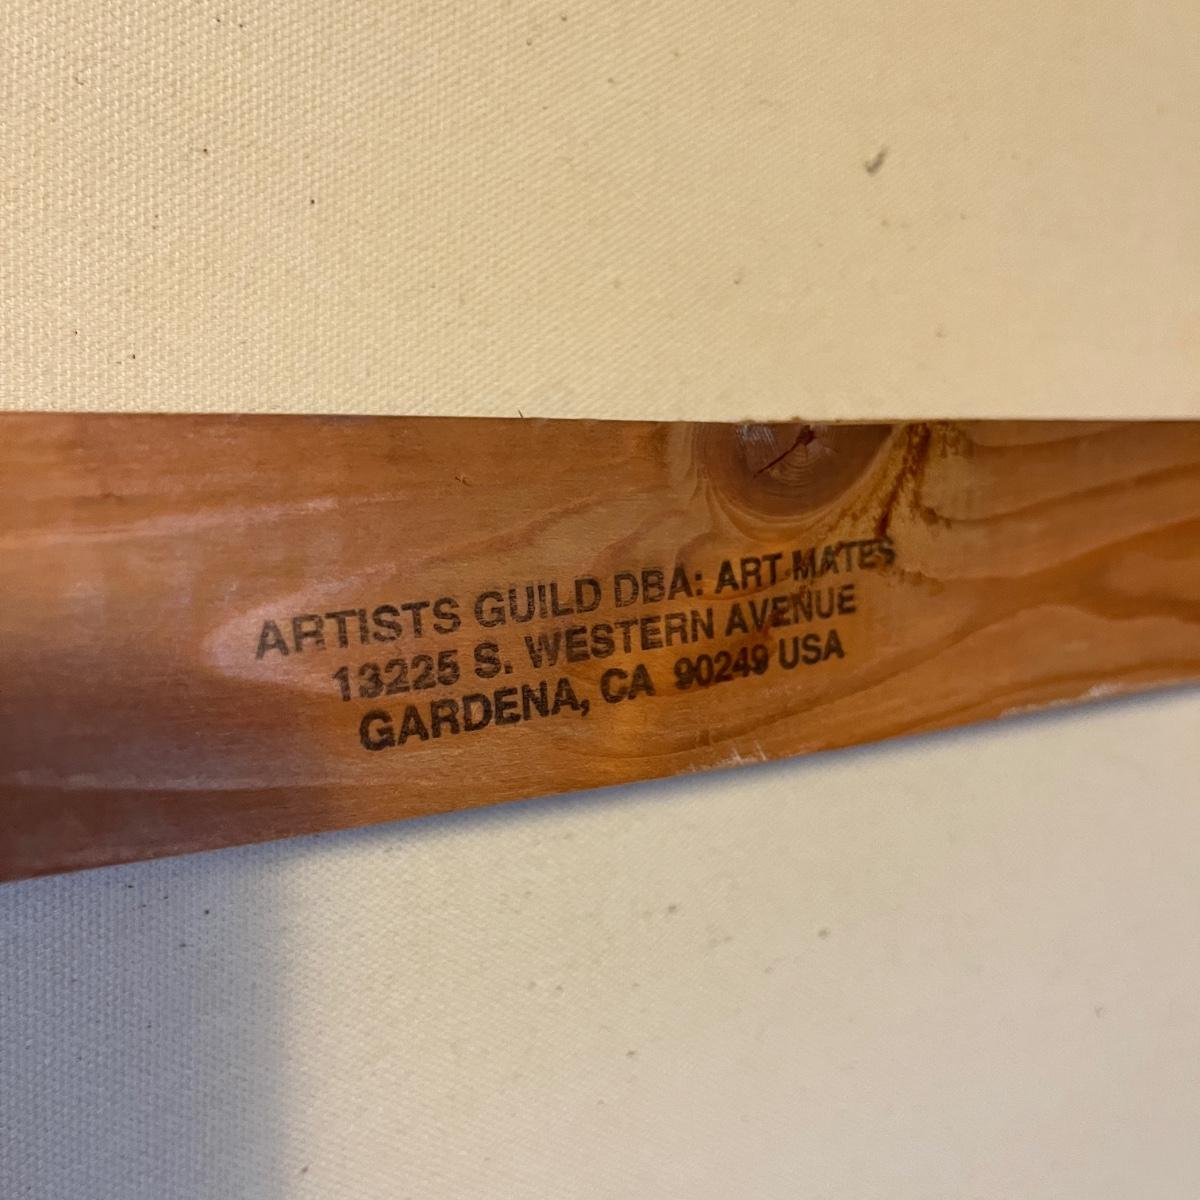 ARTISTS GUILD DBA: ART MATES
13225 S. WESTERN AVENUE
GARDENA, CA 90249 USA